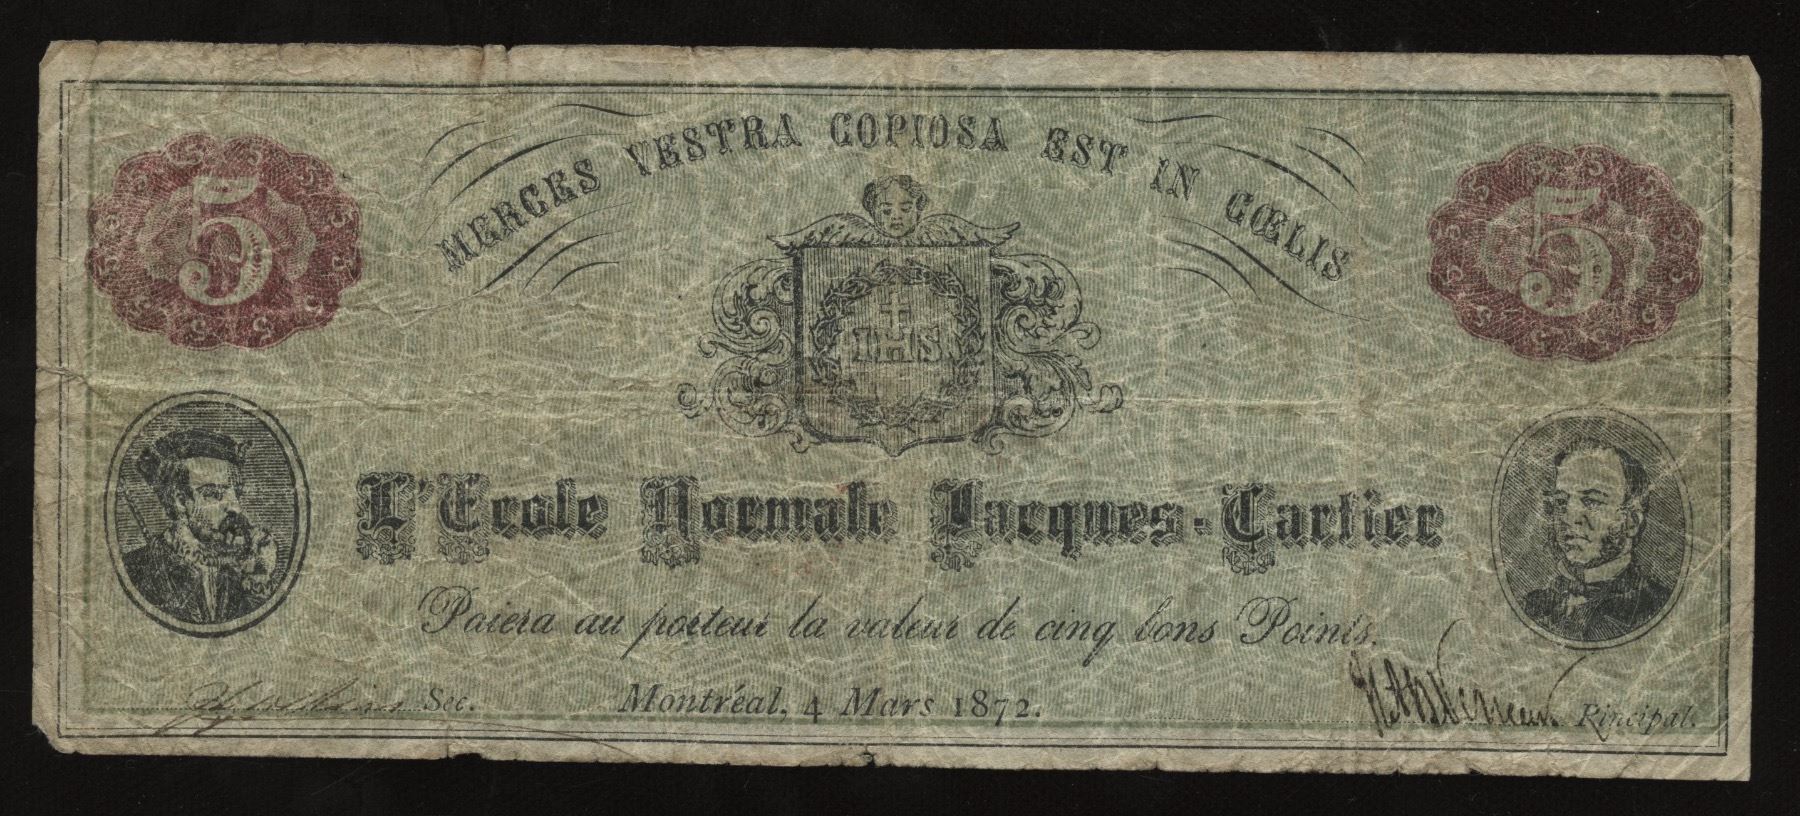 MERCES VESTRA COPIOSA EST IN CŒLIS
5 5
IHS
L'Ecole Normale Jacques-Cartier
Paiera au porteur la valeur de cinq bons Points.
Sec. Montréal, 4 Mars 1872. Principal.